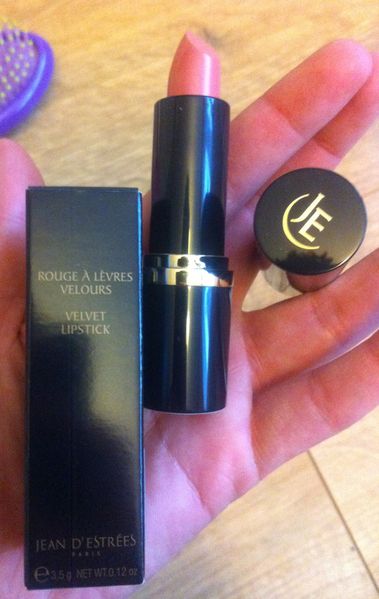 ROUGE À LÈVRES
VELOURS
VELVET
LIPSTICK
JEAN D'ESTRÉES
PARIS
℮ 3,5 g NET WT.0.12 oz
JE